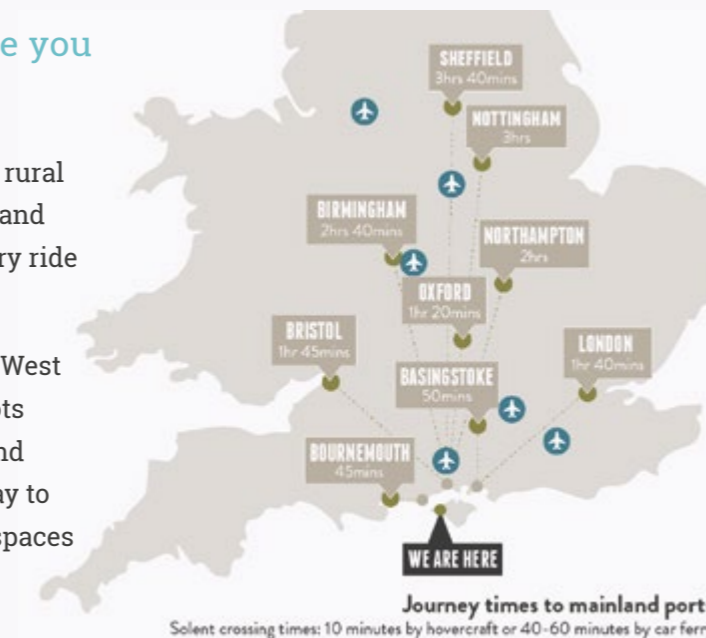 e you
rural
and
ry ride
West
ots
nd
ay to
spaces
SHEFFIELD
3hrs 40mins
NOTTINGHAM
3hrs
BIRMINGHAM
2hrs 40mins
NORTHAMPTON
2hrs
OXFORD
1hr 20mins
BRISTOL
1hr 45mins
LONDON
1hr 40mins
BASINGSTOKE
50mins
BOURNEMOUTH
45mins
WE ARE HERE
Journey times to mainland port
Solent crossing times: 10 minutes by hovercraft or 40-60 minutes by car ferr